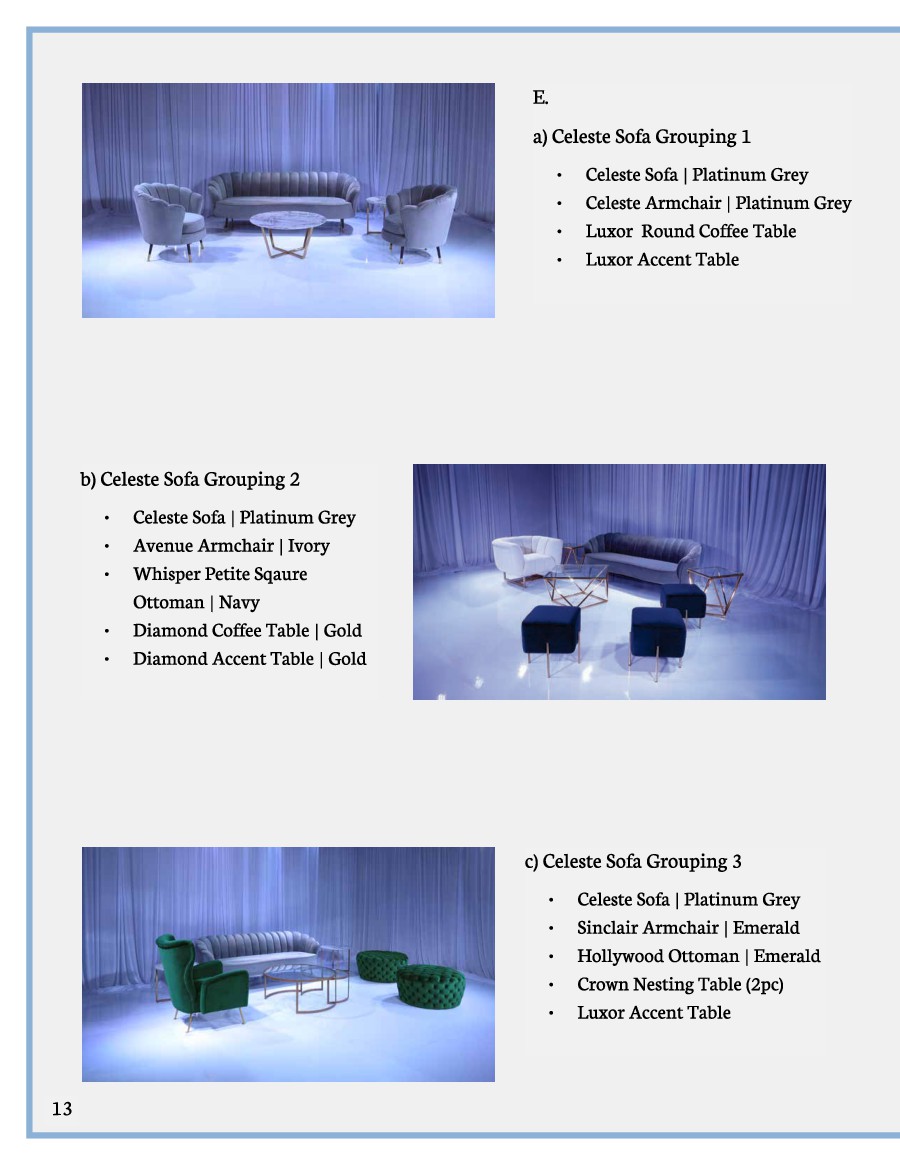 E.
a) Celeste Sofa Grouping 1
• Celeste Sofa | Platinum Grey
• Celeste Armchair | Platinum Grey
• Luxor Round Coffee Table
• Luxor Accent Table
b) Celeste Sofa Grouping 2
• Celeste Sofa | Platinum Grey
• Avenue Armchair | Ivory
• Whisper Petite Sqaure
Ottoman | Navy
• Diamond Coffee Table | Gold
• Diamond Accent Table | Gold
c) Celeste Sofa Grouping 3
• Celeste Sofa | Platinum Grey
• Sinclair Armchair | Emerald
• Hollywood Ottoman | Emerald
• Crown Nesting Table (2pc)
• Luxor Accent Table
13